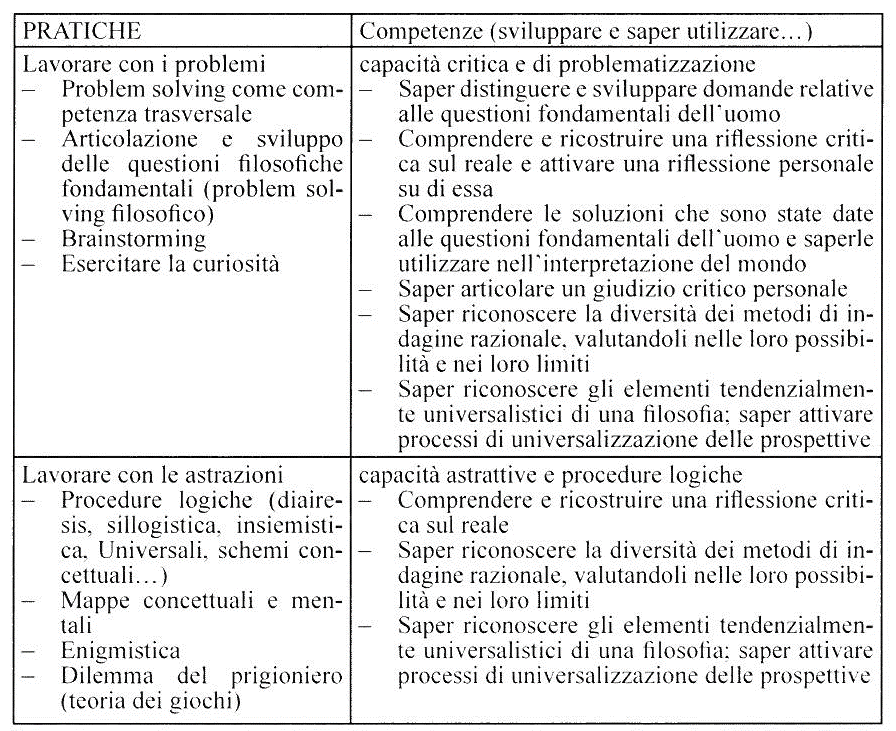 PRATICHE
Competenze (sviluppare e saper utilizzare...)
Lavorare con i problemi
– Problem solving come com-
petenza trasversale
– Articolazione e sviluppo
delle questioni filosofiche
fondamentali (problem sol-
ving filosofico)
– Brainstorming
– Esercitare la curiosità
capacità critica e di problematizzazione
– Saper distinguere e sviluppare domande relative
alle questioni fondamentali dell'uomo
– Comprendere e ricostruire una riflessione criti-
ca sul reale e attivare una riflessione personale
su di essa
– Comprendere le soluzioni che sono state date
alle questioni fondamentali dell'uomo e saperle
utilizzare nell'interpretazione del mondo
– Saper articolare un giudizio critico personale
– Saper riconoscere la diversità dei metodi di in-
dagine razionale, valutandoli nelle loro possibi-
lità e nei loro limiti
– Saper riconoscere gli elementi tendenzialmen-
te universalistici di una filosofia; saper attivare
processi di universalizzazione delle prospettive
Lavorare con le astrazioni
– Procedure logiche (diaire-
sis, sillogistica, insiemisti-
ca, Universali, schemi con-
cettuali...)
– Mappe concettuali e men-
tali
– Enigmistica
– Dilemma del prigioniero
(teoria dei giochi)
capacità astrattive e procedure logiche
– Comprendere e ricostruire una riflessione criti-
ca sul reale
– Saper riconoscere la diversità dei metodi di in-
dagine razionale, valutandoli nelle loro possibi-
lità e nei loro limiti
– Saper riconoscere gli elementi tendenzialmen-
te universalistici di una filosofia; saper attivare
processi di universalizzazione delle prospettive